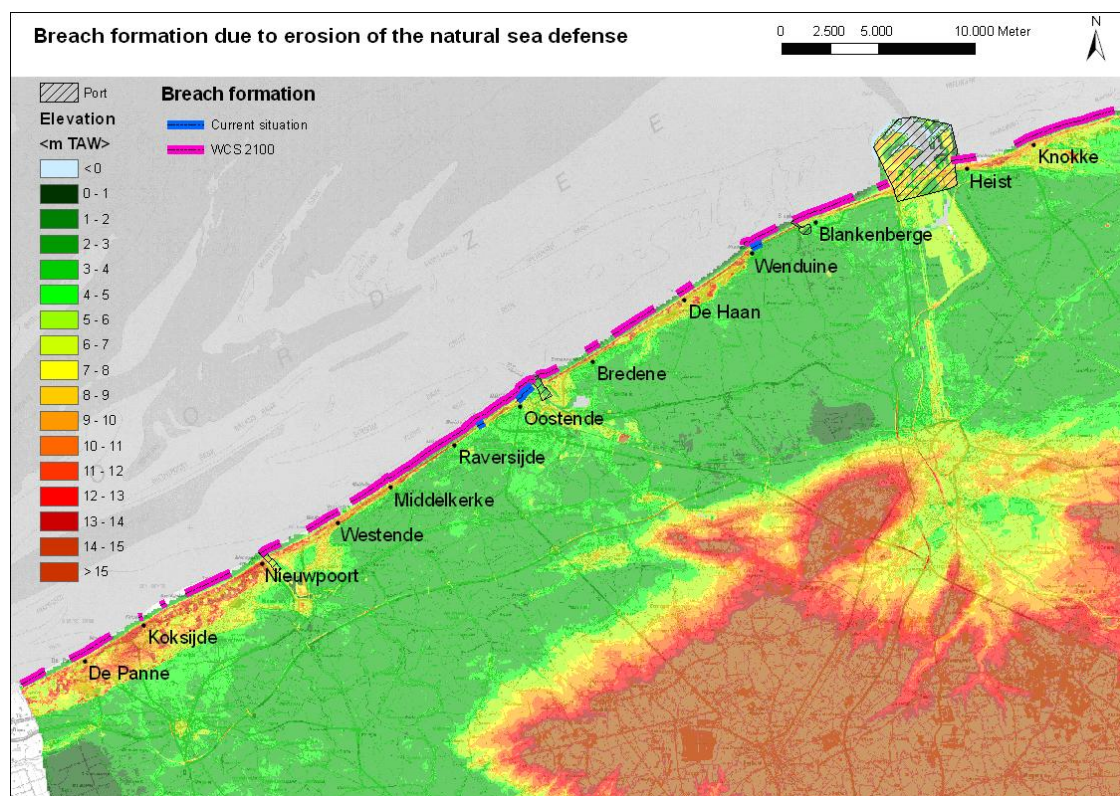 Breach formation due to erosion of the natural sea defense
0 2.500 5.000 10.000 Meter
N
Port
Elevation
<m TAW>
<0
0 - 1
1 - 2
2 - 3
3 - 4
4 - 5
5 - 6
6 - 7
7 - 8
8 - 9
9 - 10
10 - 11
11 - 12
12 - 13
13 - 14
14 - 15
>15
Breach formation
Current situation
WCS 2100
N O R D Z E E
Knokke
Heist
Blankenberge
Wenduine
De Haan
Bredene
Oostende
Raversijde
Middelkerke
Westende
Nieuwpoort
Koksijde
De Panne